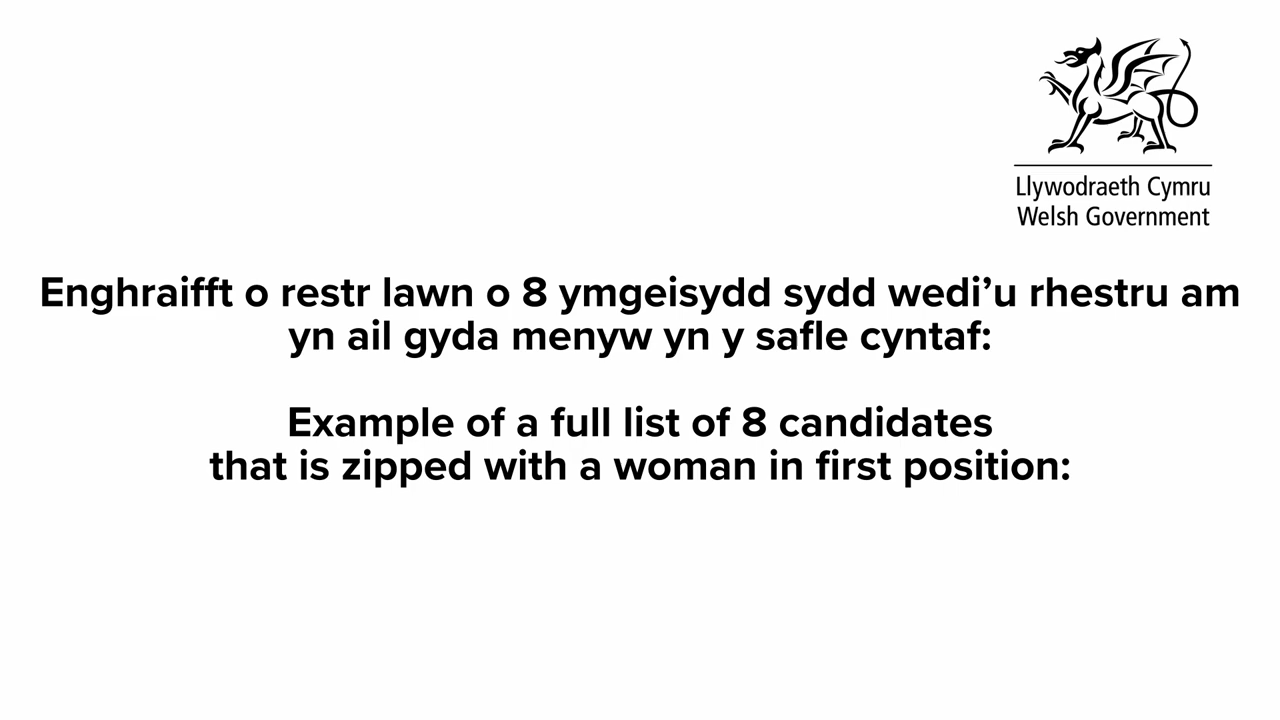 Llywodraeth Cymru
Welsh Government
Enghraifft o restr lawn o 8 ymgeisydd sydd wedi’u rhestru am
yn ail gyda menyw yn y safle cyntaf:
Example of a full list of 8 candidates
that is zipped with a woman in first position: